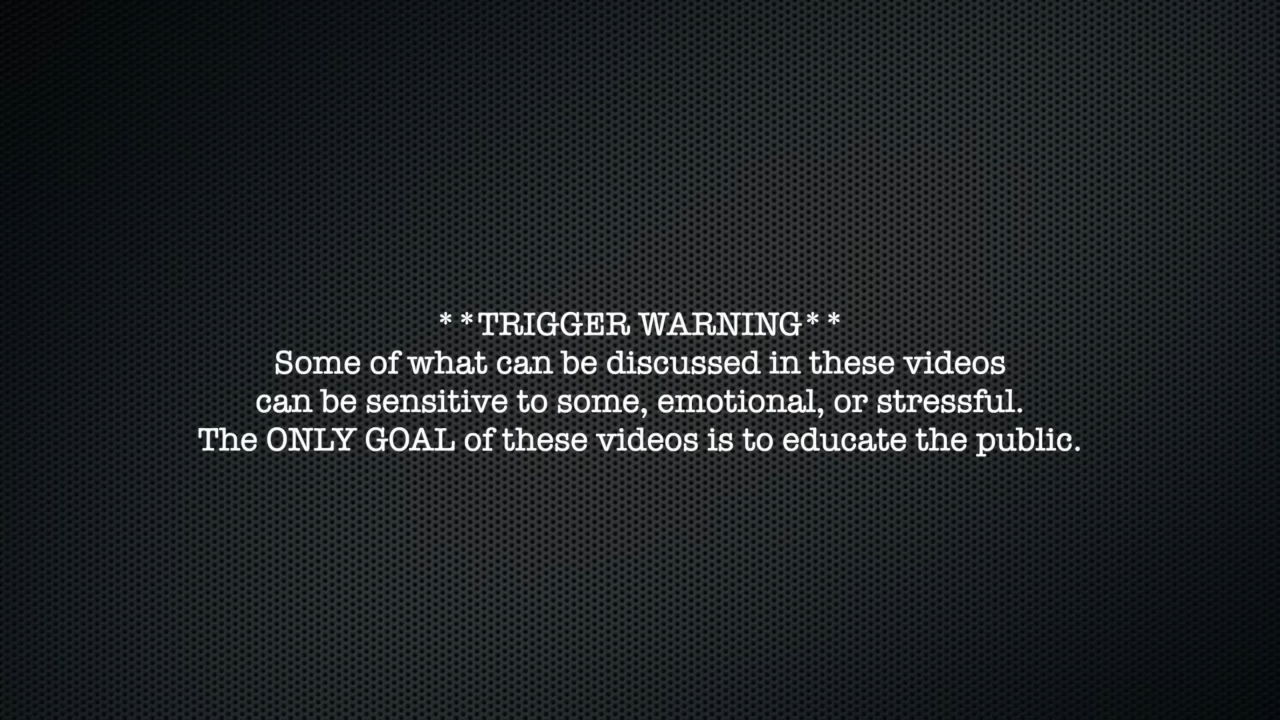 **TRIGGER WARNING**
Some of what can be discussed in these videos
can be sensitive to some, emotional, or stressful.
The ONLY GOAL of these videos is to educate the public.